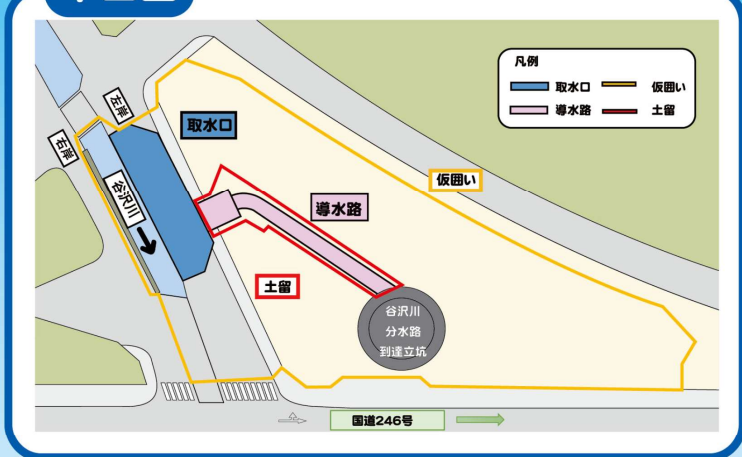 凡例
取水口
仮囲い
導水路
土留
左岸
右岸
取水口
谷沢川
仮囲い
導水路
土留
谷沢川
分水路
到達立坑
国道246号